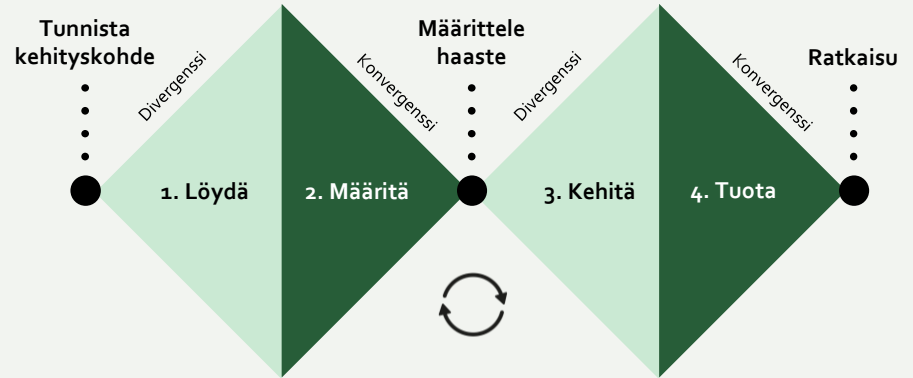 Tunnista
kehityskohde
Määrittele
haaste
Ratkaisu
Divergenssi
Konvergenssi
Divergenssi
Konvergenssi
1. Löydä
2. Määritä
3. Kehitä
4. Tuota